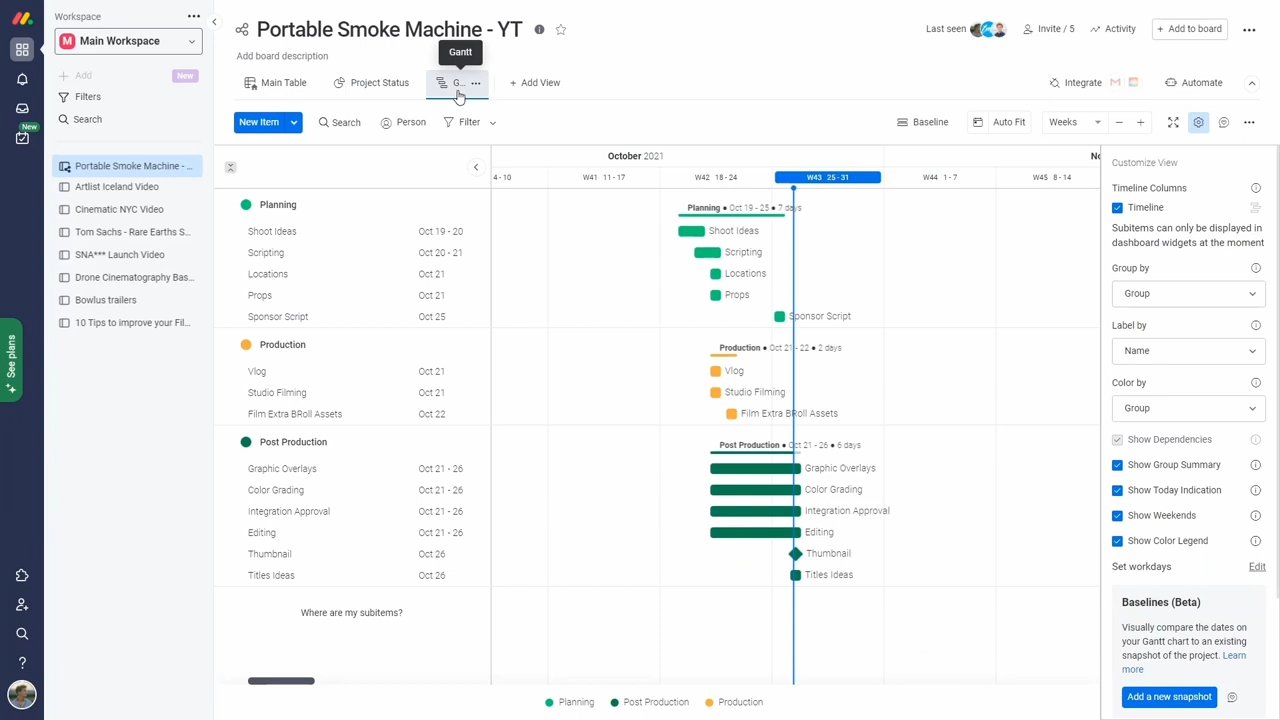 Workspace
M Main Workspace
Add New
Filters
Search
New
Portable Smoke Machine - ...
Artlist Iceland Video
Cinematic NYC Video
Tom Sachs - Rare Earths S...
SNA*** Launch Video
Drone Cinematography Bas...
Bowlus trailers
10 Tips to improve your Fil...
See plans
?
Portable Smoke Machine - YT
Last seen Invite / 5 Activity + Add to board
Add board description
Gantt
Main Table Project Status G... + Add View
Integrate Automate
New Item Search Person Filter
Baseline Auto Fit Weeks
October 2021
No
4 - 10 W41 11 - 17 W42 18 - 24 W43 25 - 31 W44 1 - 7 W45 8 - 14
Planning
Planning ● Oct 19 - 25 ● 7 days
Shoot Ideas Oct 19 - 20 Shoot Ideas
Scripting Oct 20 - 21 Scripting
Locations Oct 21 Locations
Props Oct 21 Props
Sponsor Script Oct 25 Sponsor Script
Production
Production ● Oct 21 - 22 ● 2 days
Vlog Oct 21 Vlog
Studio Filming Oct 21 Studio Filming
Film Extra BRoll Assets Oct 22 Film Extra BRoll Assets
Post Production
Post Production ● Oct 21 - 26 ● 6 days
Graphic Overlays Oct 21 - 26 Graphic Overlays
Color Grading Oct 21 - 26 Color Grading
Integration Approval Oct 21 - 26 Integration Approval
Editing Oct 21 - 26 Editing
Thumbnail Oct 26 Thumbnail
Titles Ideas Oct 26 Titles Ideas
Where are my subitems?
Planning Post Production Production
Customize View
Timeline Columns
Timeline
Subitems can only be displayed in
dashboard widgets at the moment
Group by
Group
Label by
Name
Color by
Group
Show Dependencies
Show Group Summary
Show Today Indication
Show Weekends
Show Color Legend
Set workdays Edit
Baselines (Beta)
Visually compare the dates on
your Gantt chart to an existing
snapshot of the project. Learn
more
Add a new snapshot